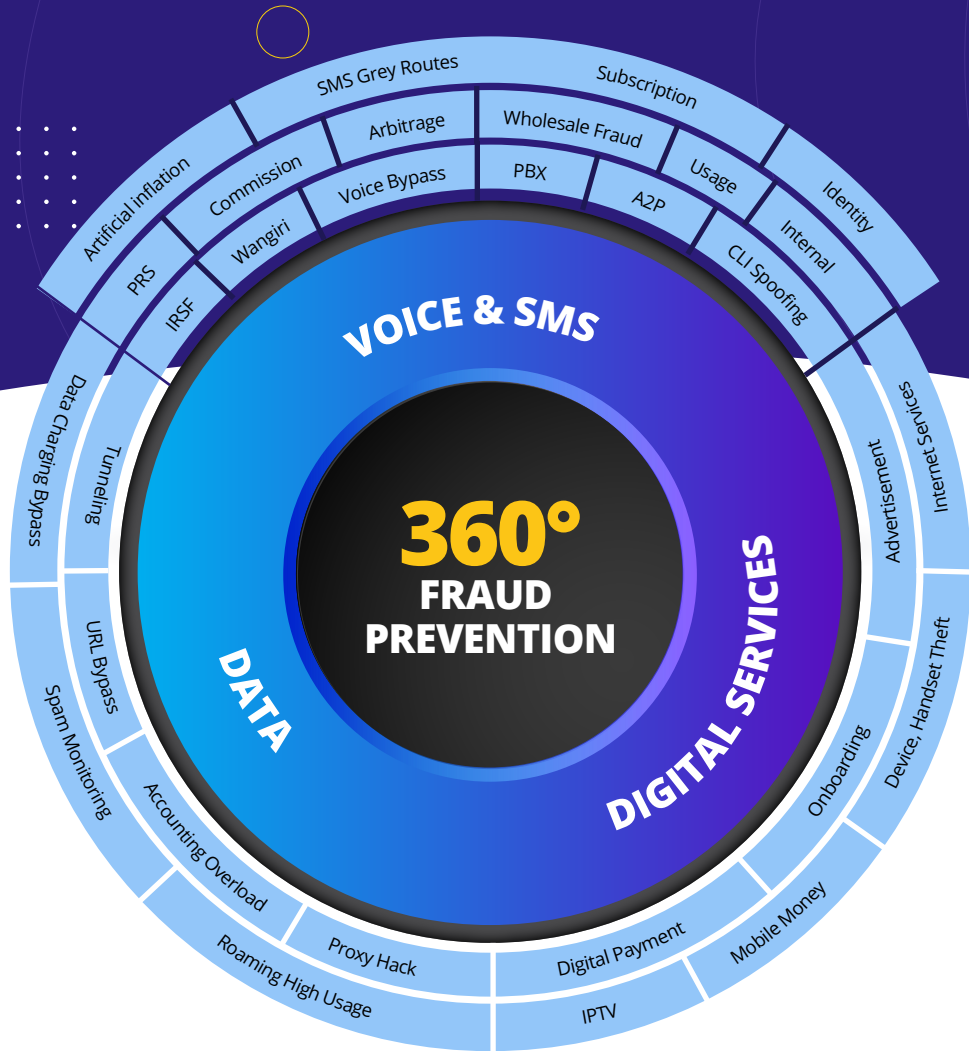 SMS Grey Routes
Subscription
Artificial inflation
Commission
Arbitrage
Wholesale Fraud
Usage
Identity
PRS
Wangiri
Voice Bypass
PBX
A2P
Internal
IRSF
CLI Spoofing
VOICE & SMS
Data Charging Bypass
Tunneling
Advertisement
Internet Services
360°
FRAUD
PREVENTION
DATA
DIGITAL SERVICES
URL Bypass
Spam Monitoring
Onboarding
Device, Handset Theft
Accounting Overload
Roaming High Usage
Proxy Hack
Digital Payment
Mobile Money
IPTV